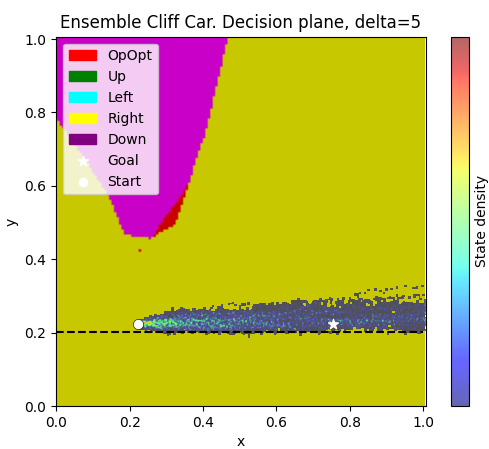 Ensemble Cliff Car. Decision plane, delta=5
OpOpt
Up
Left
Right
Down
Goal
Start
1.0
0.8
0.6
0.4
0.2
0.0
y
0.0 0.2 0.4 0.6 0.8 1.0
x
State density